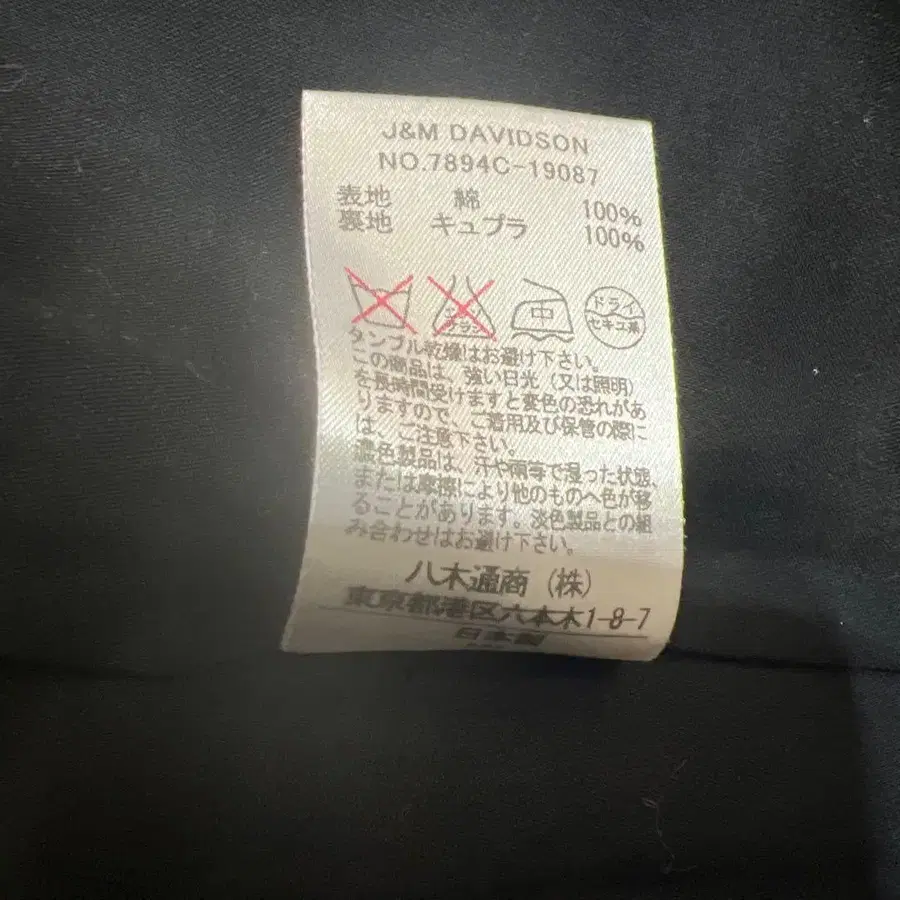 J&M DAVIDSON
NO.7894C-19087
表地 綿 100%
裏地 キュプラ 100%
エンソ サラシ
中
ドライ
セキユ系
タンブル乾燥はお避け下さい。
この商品は、強い日光（又は照明）
を長時間受けますと変色の恐れがあ
りますので、ご着用及び保管の際に
は、ご注意下さい。
濃色製品は、汗や雨等で湿った状態、
または摩擦により他のものへ色が移
ることがあります。淡色製品との組
み合わせはお避け下さい。
八木通商（株）
東京都港区六本木1-8-7
日本製